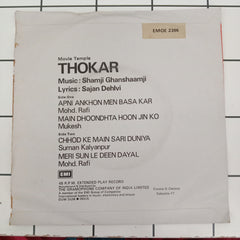 EMOE 2396
Movie Temple
THOKAR
Music : Shamji Ghanshaamji
Lyrics : Sajan Dehlvi
Side One
APNI ANKHON MEN BASA KAR
Mohd. Rafi
MAIN DHOONDHTA HOON JIN KO
Mukesh
Side Two
CHHOD KE MAIN SARI DUNIYA
Suman Kalyanpur
MERI SUN LE DEEN DAYAL
Mohd. Rafi
EMI
45 R.P.M. EXTENDED PLAY RECORD
THE GRAMOPHONE COMPANY OF INDIA LIMITED